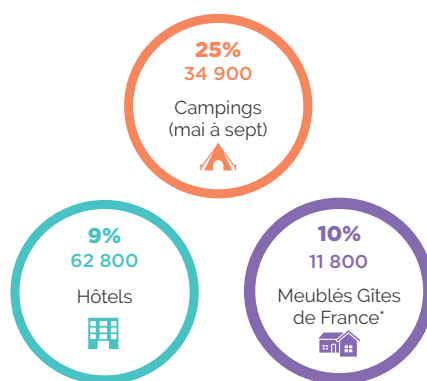 25%
34 900
Campings
(mai à sept)
9%
62 800
Hôtels
10%
11 800
Meublés Gîtes
de France*